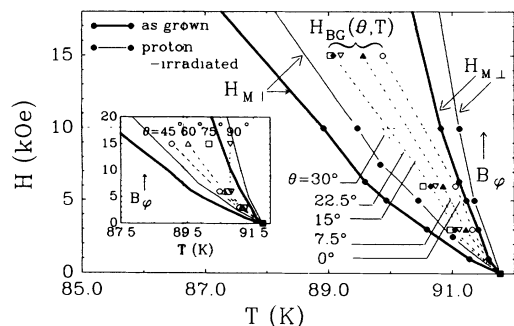 as grown
proton
-irradiated
H_BG(θ,T)
H_M∥
H_M⊥
B_φ
θ=30°
22.5°
15°
7.5°
0°
θ=45 60 75 90
B_φ
20
15
10
5
0
87 5 89.5 91 5
T (K)
15
10
5
0
H (kOe)
85.0 87.0 89.0 91.0
T (K)